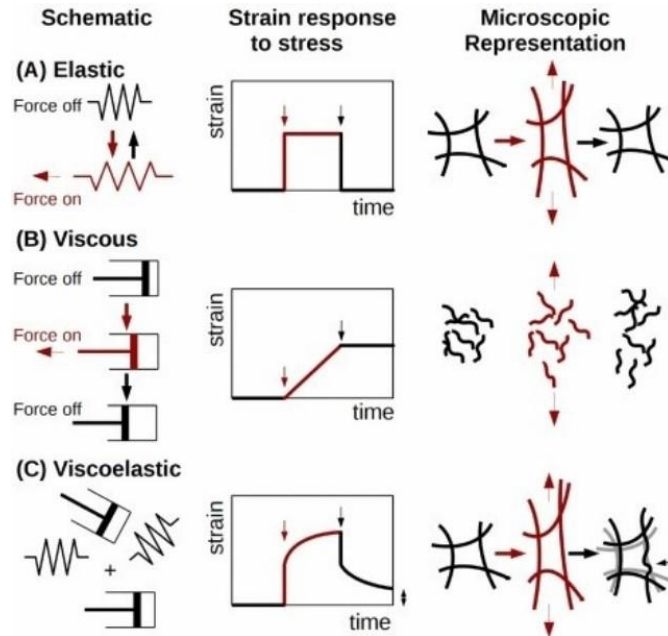 Schematic
Strain response
to stress
Microscopic
Representation
(A) Elastic
Force off
Force on
strain
time
(B) Viscous
Force off
Force on
Force off
strain
time
(C) Viscoelastic
+
strain
time